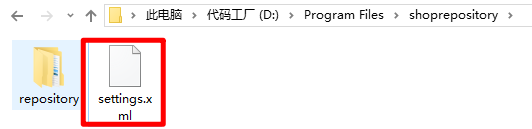 此电脑 > 代码工厂 (D:) > Program Files > shoprepository >
repository
settings.x
ml